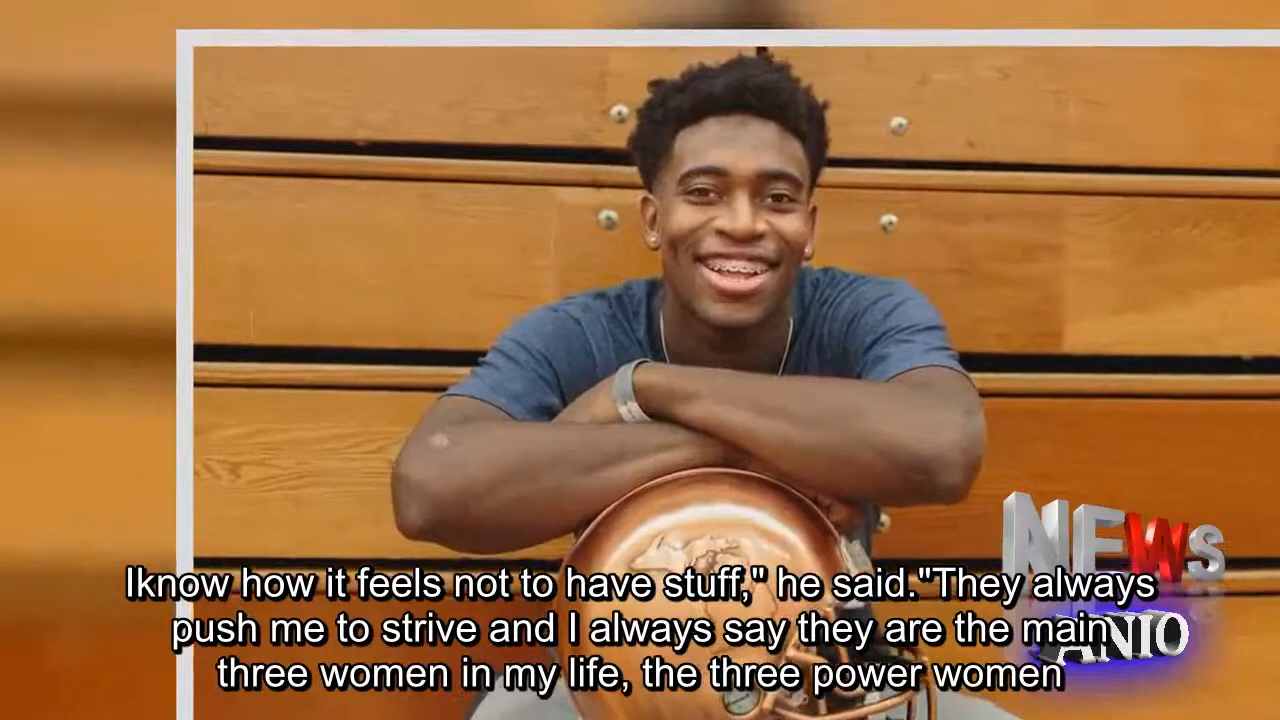 NEWS
ANIO
Iknow how it feels not to have stuff," he said."They always
push me to strive and I always say they are the main
three women in my life, the three power women